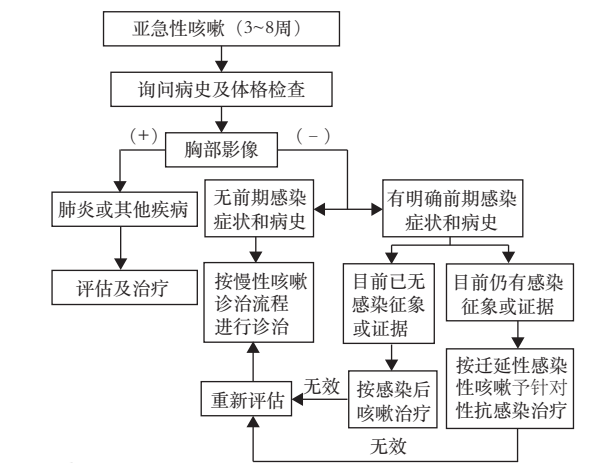 亚急性咳嗽（3~8周）
询问病史及体格检查
（+）
胸部影像
（-）
肺炎或其他疾病
无前期感染
症状和病史
有明确前期感染
症状和病史
评估及治疗
按慢性咳嗽
诊治流程
进行诊治
目前已无
感染征象
或证据
目前仍有感染
征象或证据
重新评估
无效
按感染后
咳嗽治疗
按迁延性感染
性咳嗽予针对
性抗感染治疗
无效